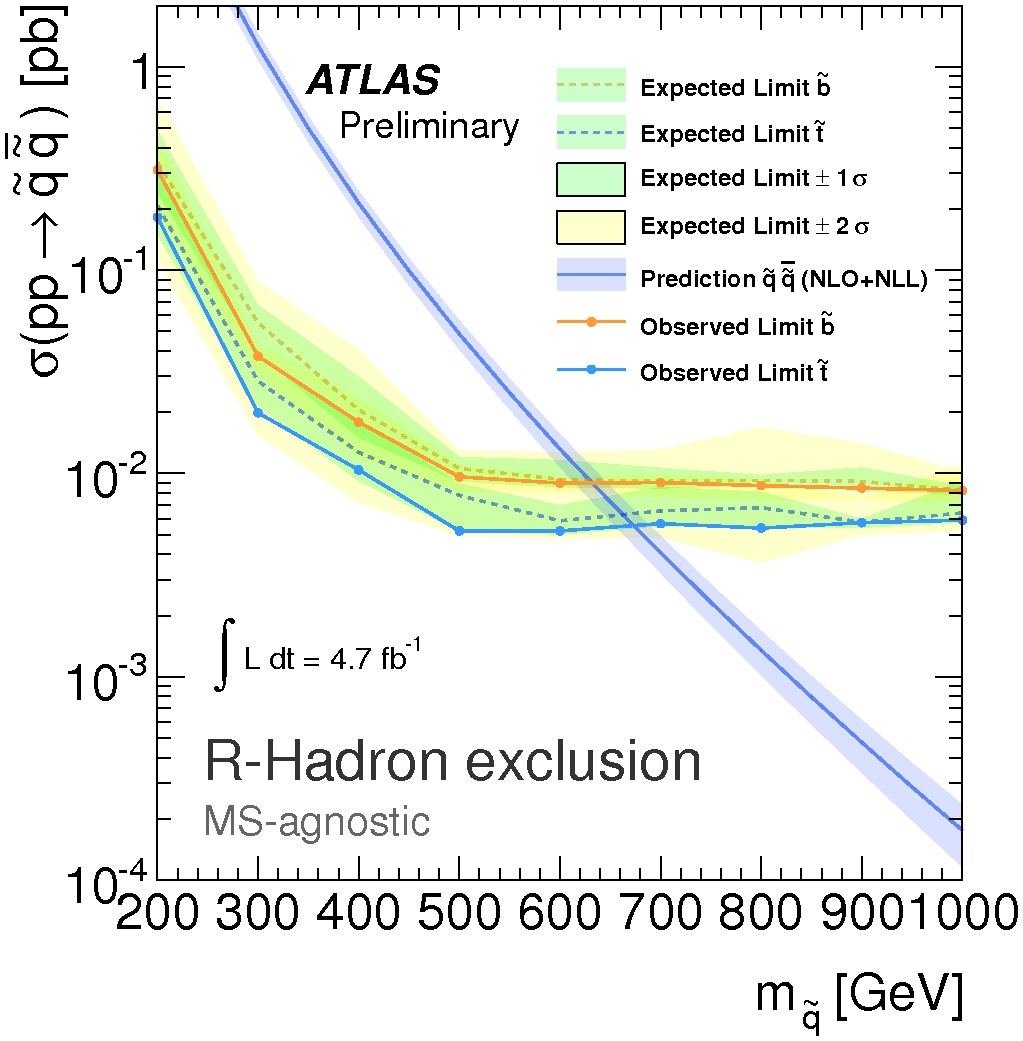 σ(pp → q̃ q̃̅ ) [pb]
1
10⁻¹
10⁻²
10⁻³
10⁻⁴
ATLAS
Preliminary
Expected Limit b̃
Expected Limit t̃
Expected Limit ± 1 σ
Expected Limit ± 2 σ
Prediction q̃ q̃̅ (NLO+NLL)
Observed Limit b̃
Observed Limit t̃
∫ L dt = 4.7 fb⁻¹
R-Hadron exclusion
MS-agnostic
200 300 400 500 600 700 800 900 1000
m_q̃ [GeV]